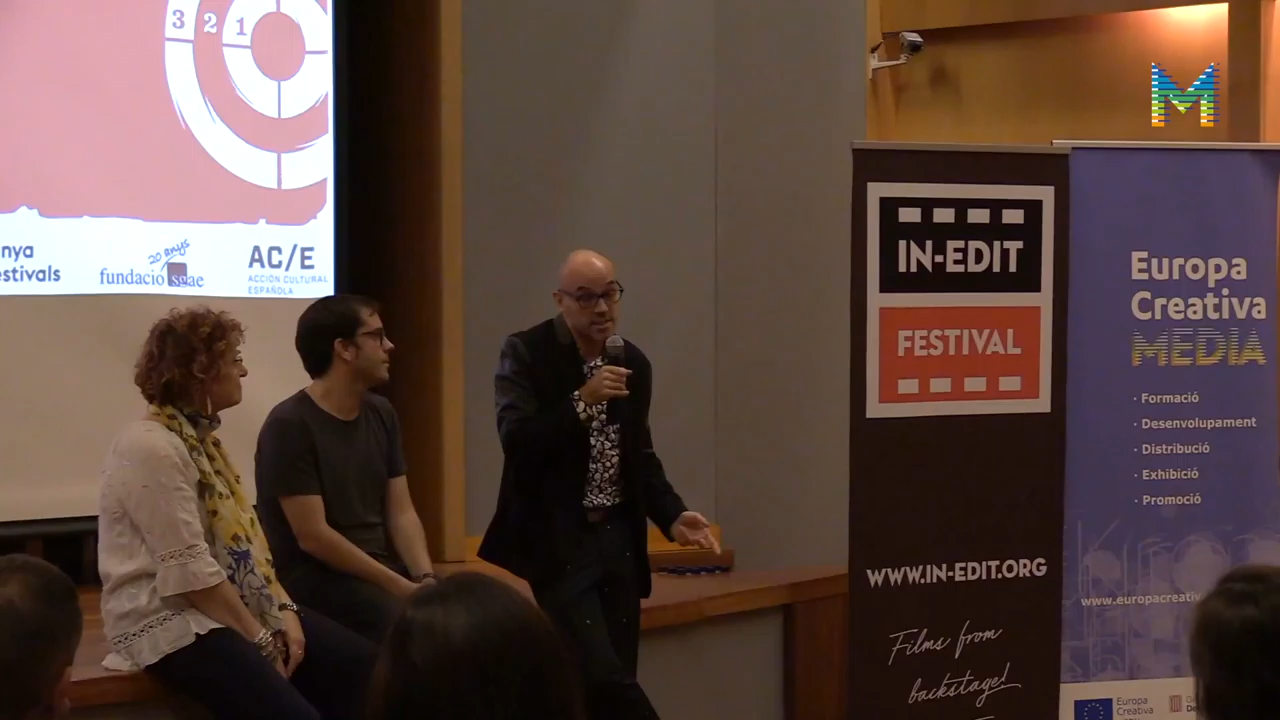 3 2 1
nya
estivals
20 anys
fundació sgae
AC/E
ACCIÓN CULTURAL
ESPAÑOLA
M
IN-EDIT
FESTIVAL
WWW.IN-EDIT.ORG
Films from
backstage!
Europa
Creativa
MEDIA
· Formació
· Desenvolupament
· Distribució
· Exhibició
· Promoció
www.europacreativ
Europa
Creativa